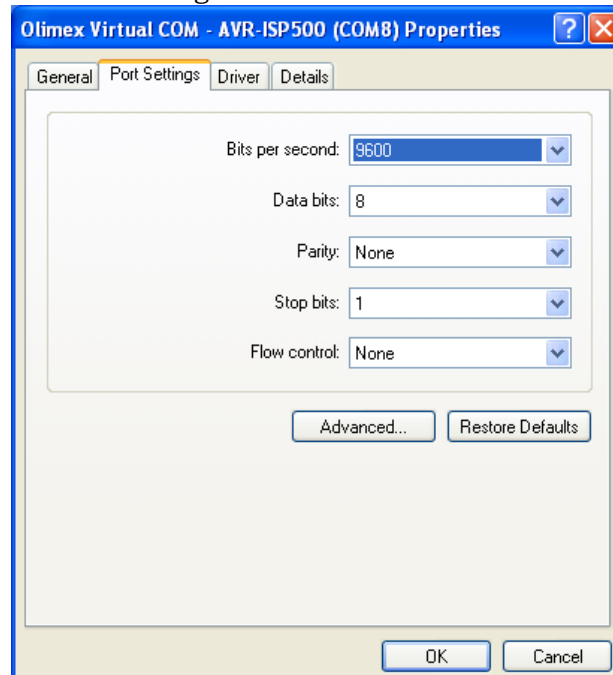 Olimex Virtual COM - AVR-ISP500 (COM8) Properties
General Port Settings Driver Details
Bits per second: 9600
Data bits: 8
Parity: None
Stop bits: 1
Flow control: None
Advanced... Restore Defaults
OK Cancel